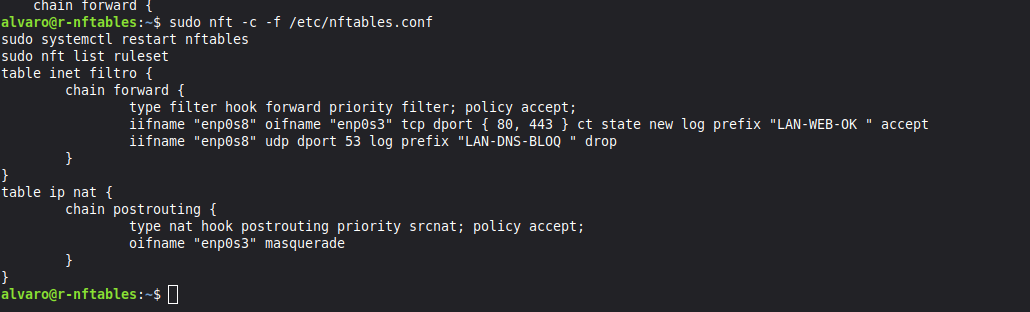 chain forward {
alvaro@r-nftables:~$ sudo nft -c -f /etc/nftables.conf
sudo systemctl restart nftables
sudo nft list ruleset
table inet filtro {
        chain forward {
                type filter hook forward priority filter; policy accept;
                iifname "enp0s8" oifname "enp0s3" tcp dport { 80, 443 } ct state new log prefix "LAN-WEB-OK " accept
                iifname "enp0s8" udp dport 53 log prefix "LAN-DNS-BLOQ " drop
        }
}
table ip nat {
        chain postrouting {
                type nat hook postrouting priority srcnat; policy accept;
                oifname "enp0s3" masquerade
        }
}
alvaro@r-nftables:~$